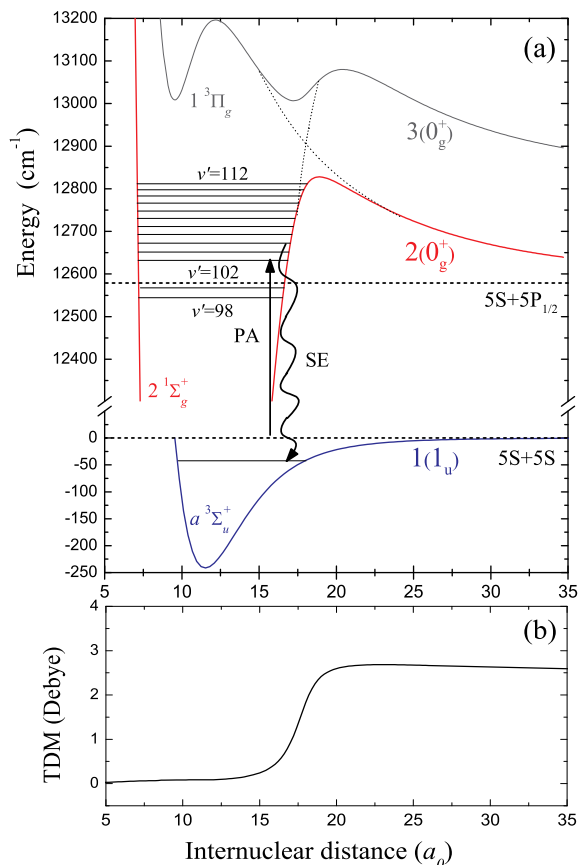 (a)
13200
13100
13000
12900
12800
12700
12600
12500
12400
0
-50
-100
-150
-200
-250
Energy (cm⁻¹)
1 ³Πg
3(0g⁺)
v'=112
2(0g⁺)
v'=102
5S+5P1/2
v'=98
PA
SE
2 ¹Σg⁺
1(1u)
5S+5S
a ³Σu⁺
5 10 15 20 25 30 35
(b)
4
3
2
1
0
TDM (Debye)
5 10 15 20 25 30 35
Internuclear distance (a₀)